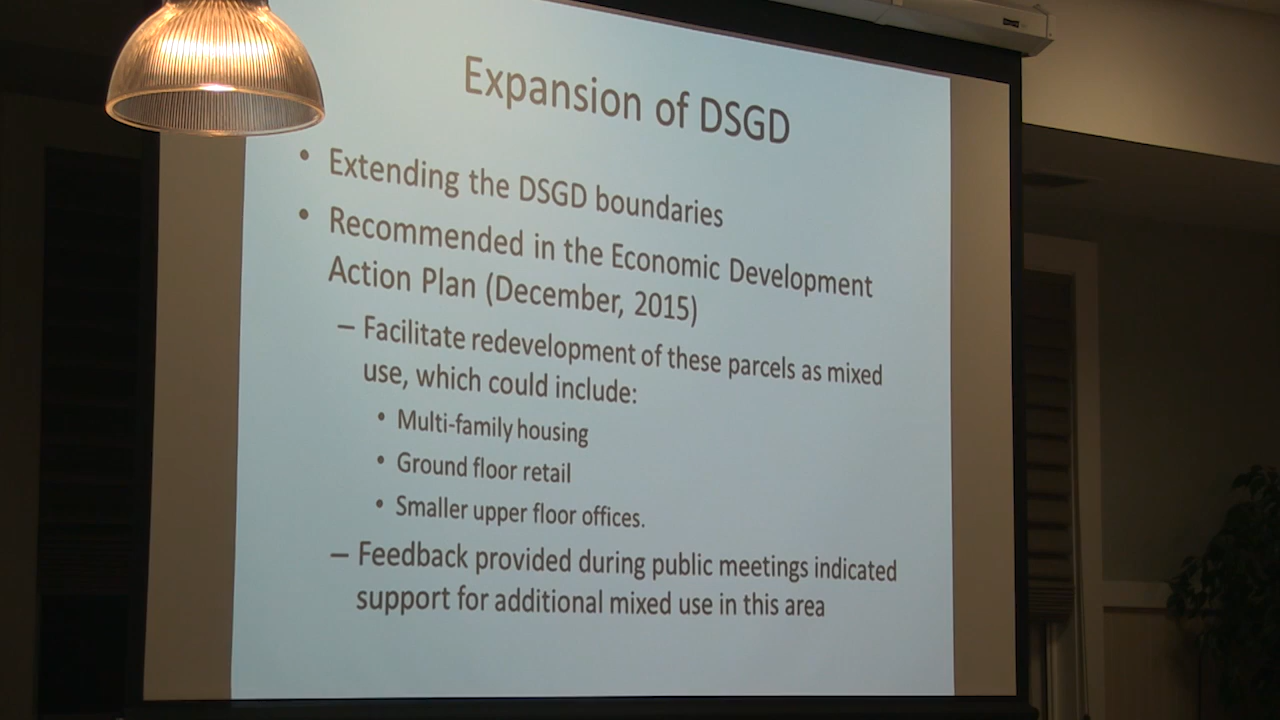 Expansion of DSGD
• Extending the DSGD boundaries
• Recommended in the Economic Development
Action Plan (December, 2015)
– Facilitate redevelopment of these parcels as mixed
use, which could include:
• Multi-family housing
• Ground floor retail
• Smaller upper floor offices.
– Feedback provided during public meetings indicated
support for additional mixed use in this area